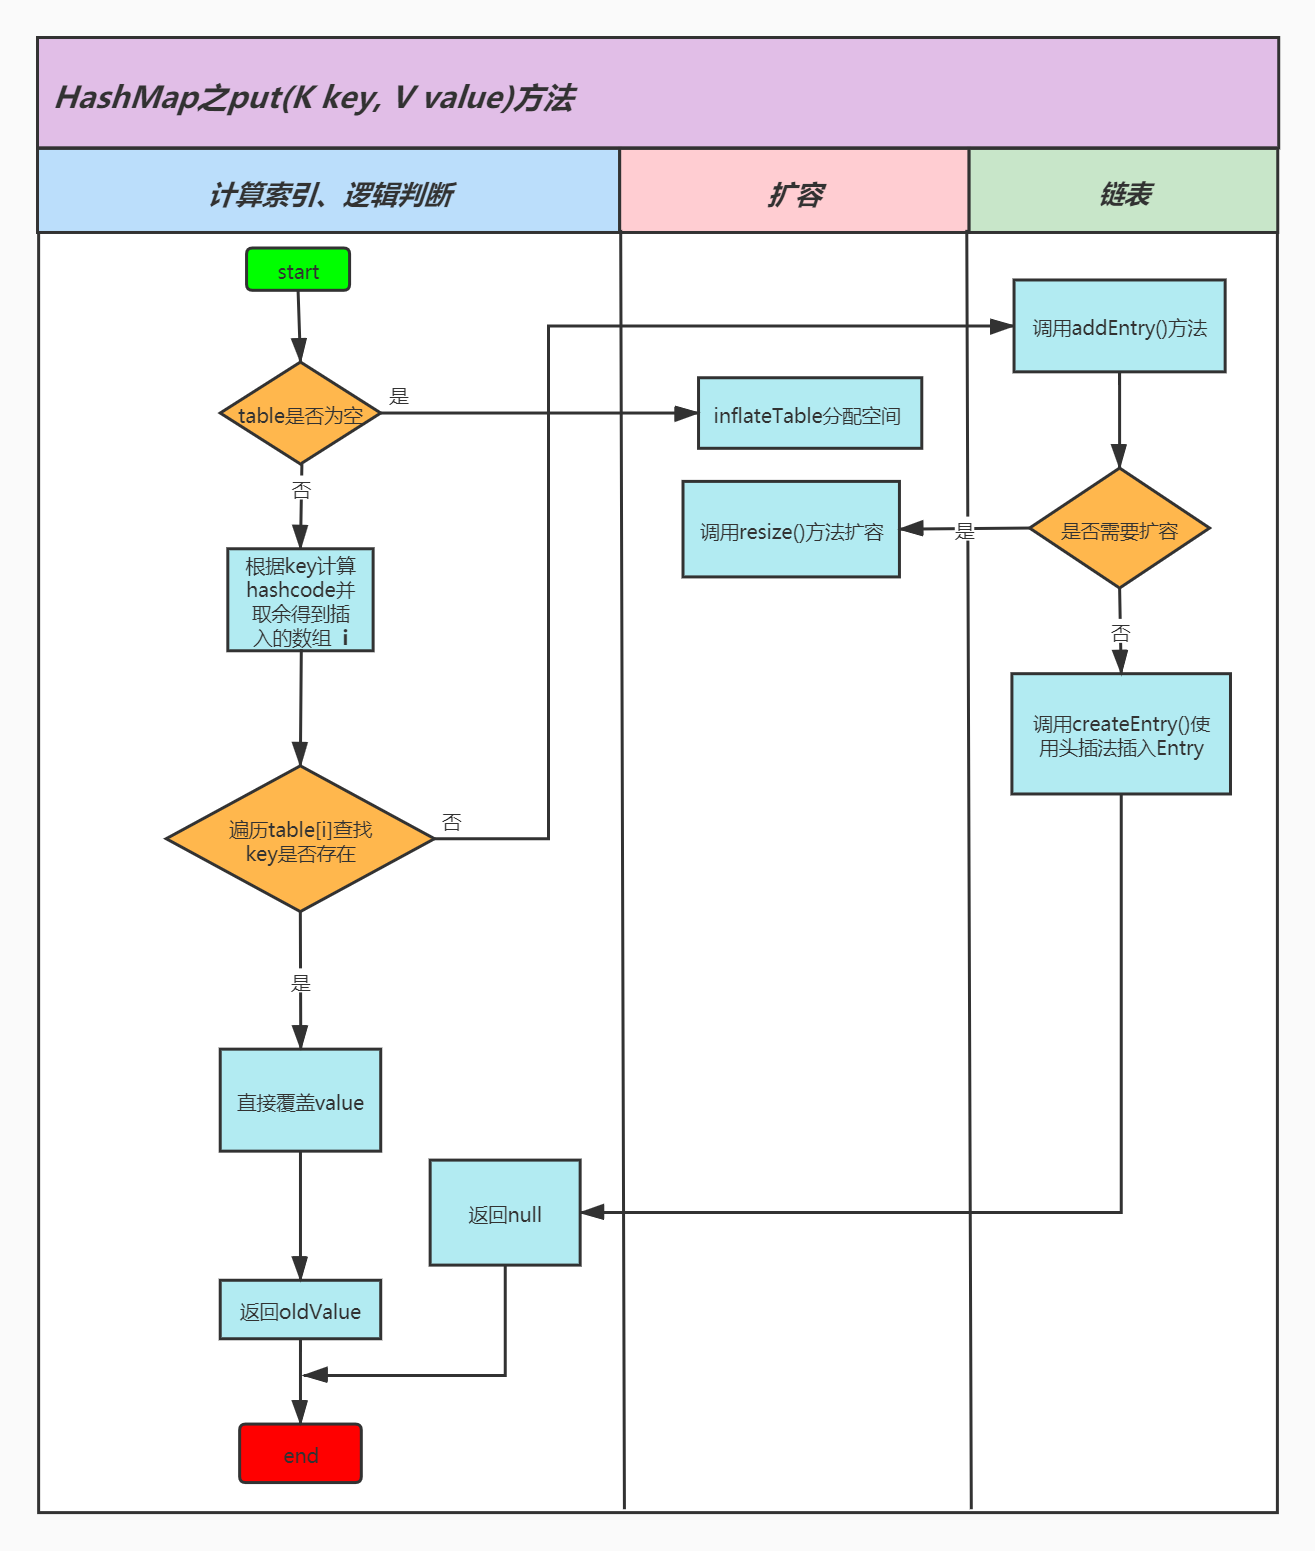 HashMap之put(K key, V value)方法
计算索引、逻辑判断
扩容
链表
start
调用addEntry()方法
table是否为空
是
inflateTable分配空间
否
调用resize()方法扩容
是
是否需要扩容
根据key计算
hashcode并
取余得到插
入的数组 i
否
调用createEntry()使
用头插法插入Entry
遍历table[i]查找
key是否存在
否
是
直接覆盖value
返回null
返回oldValue
end